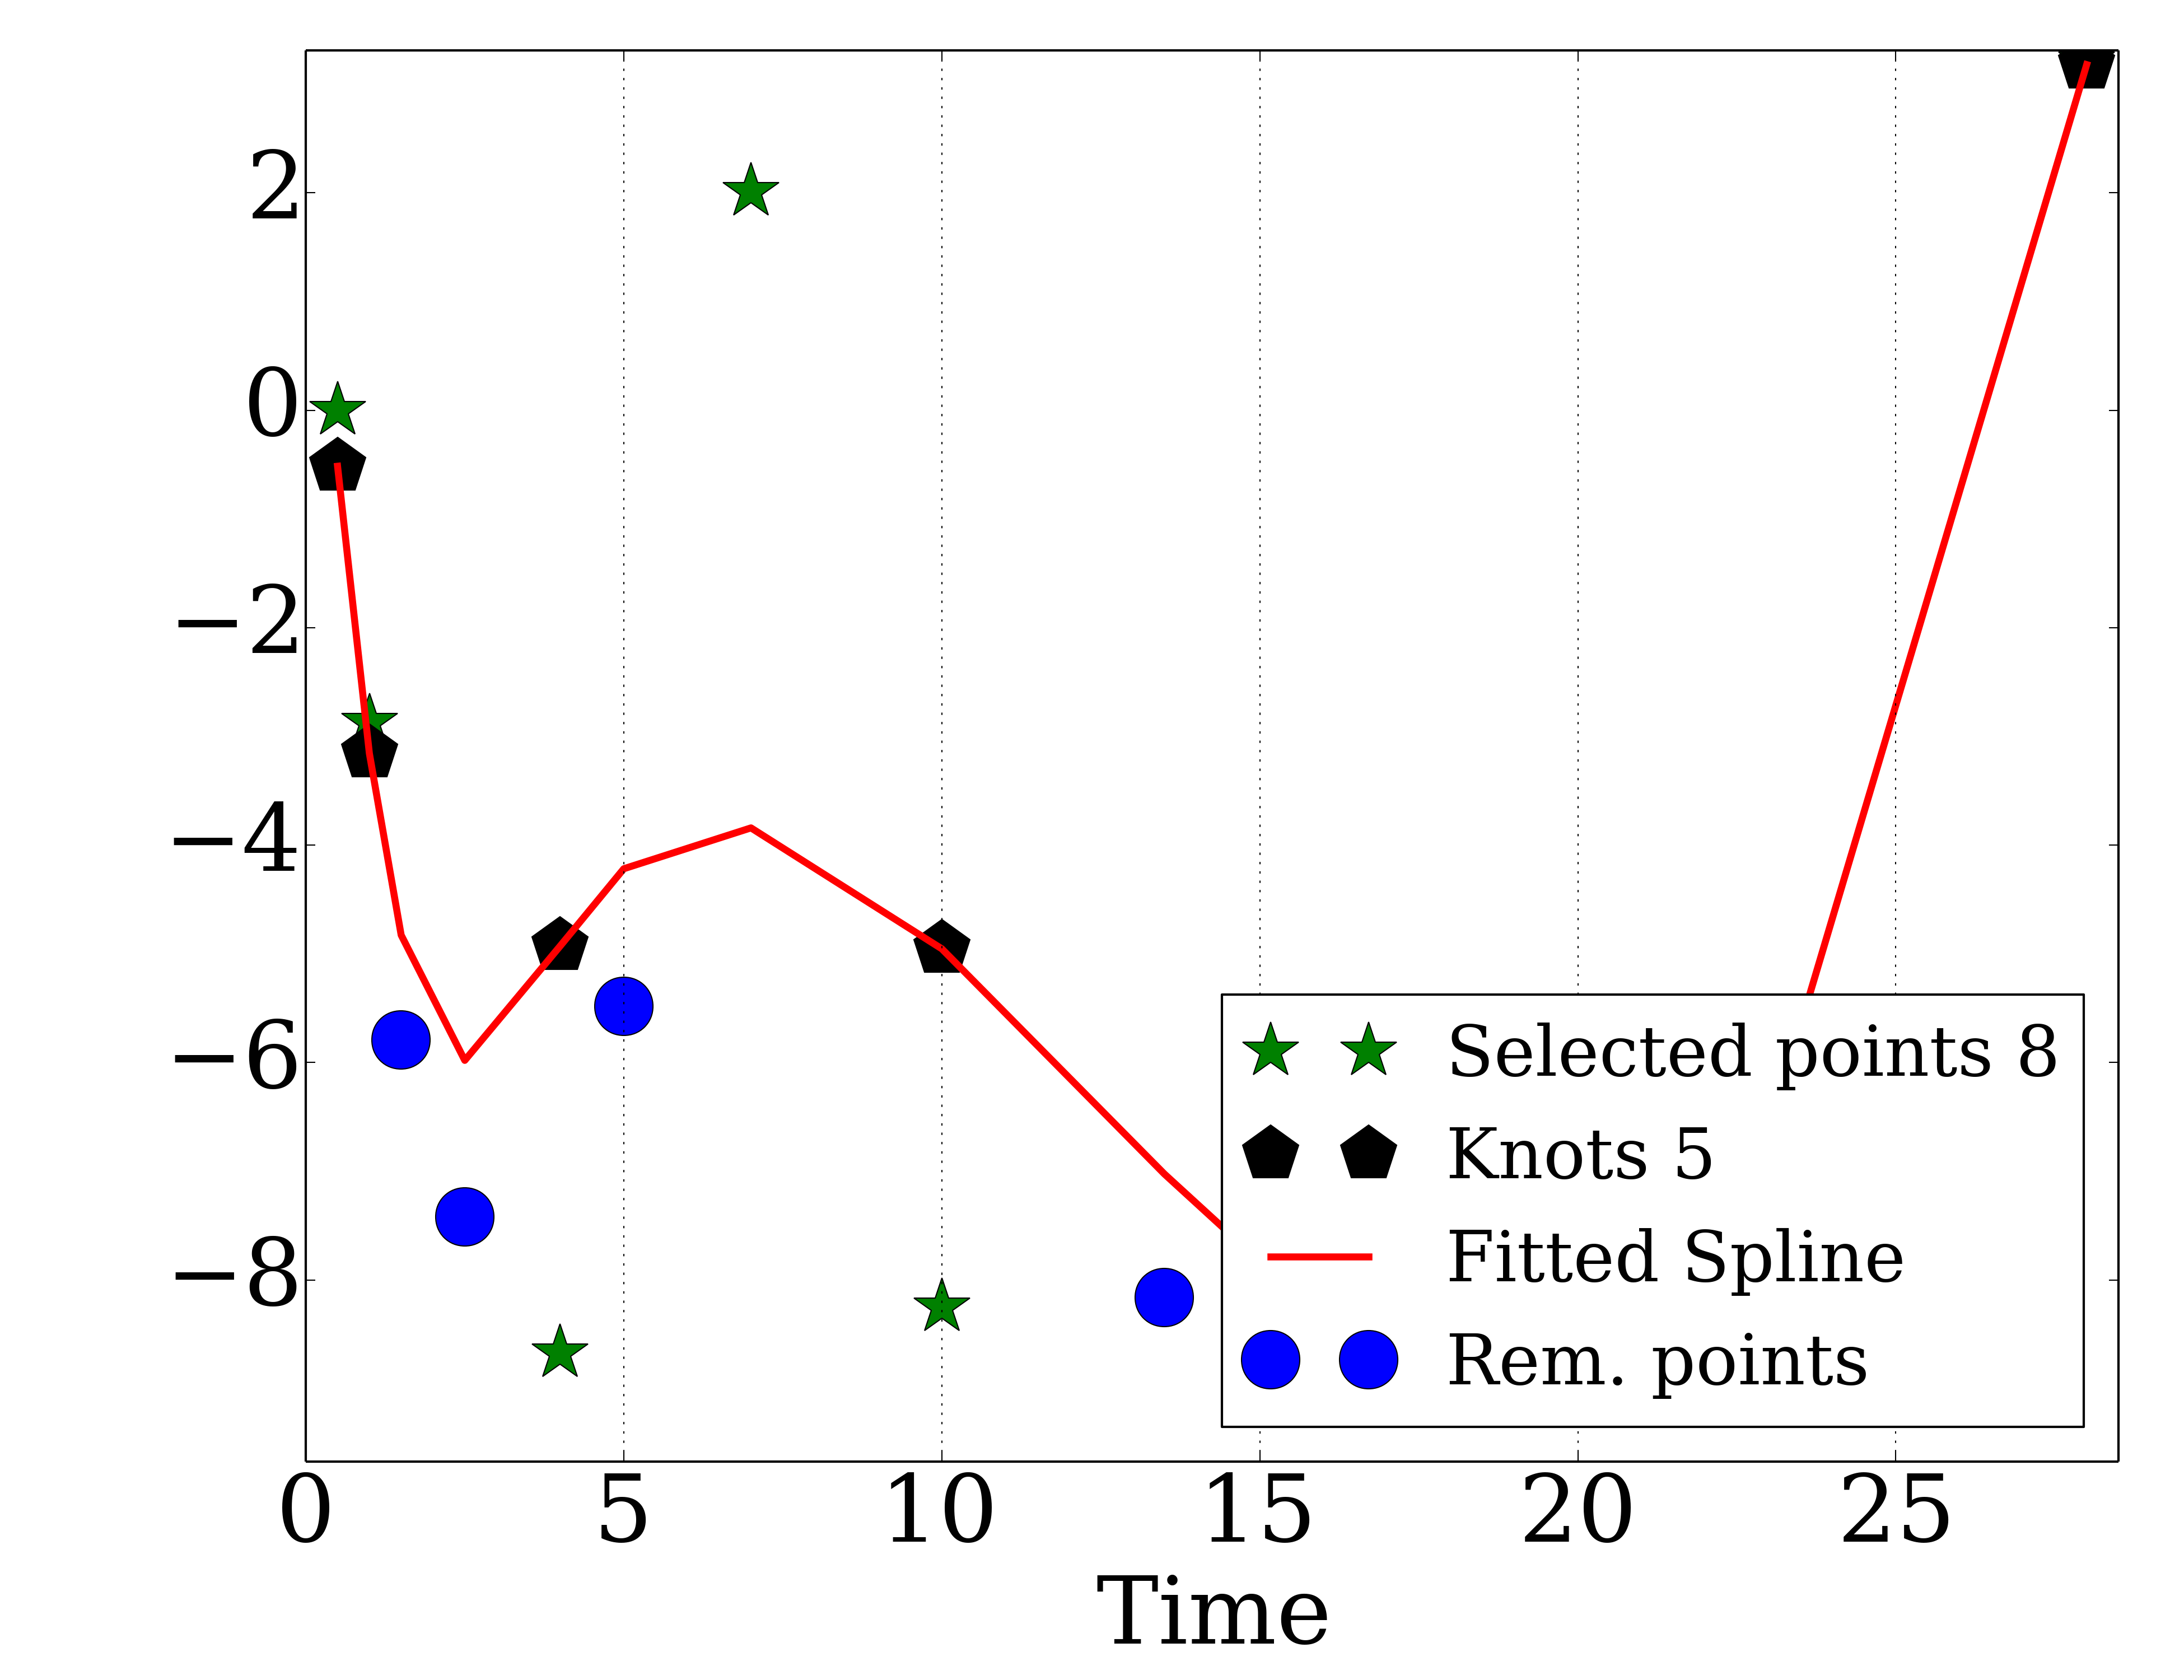 2
0
−2
−4
−6
−8
Selected points 8
Knots 5
Fitted Spline
Rem. points
0 5 10 15 20 25
Time